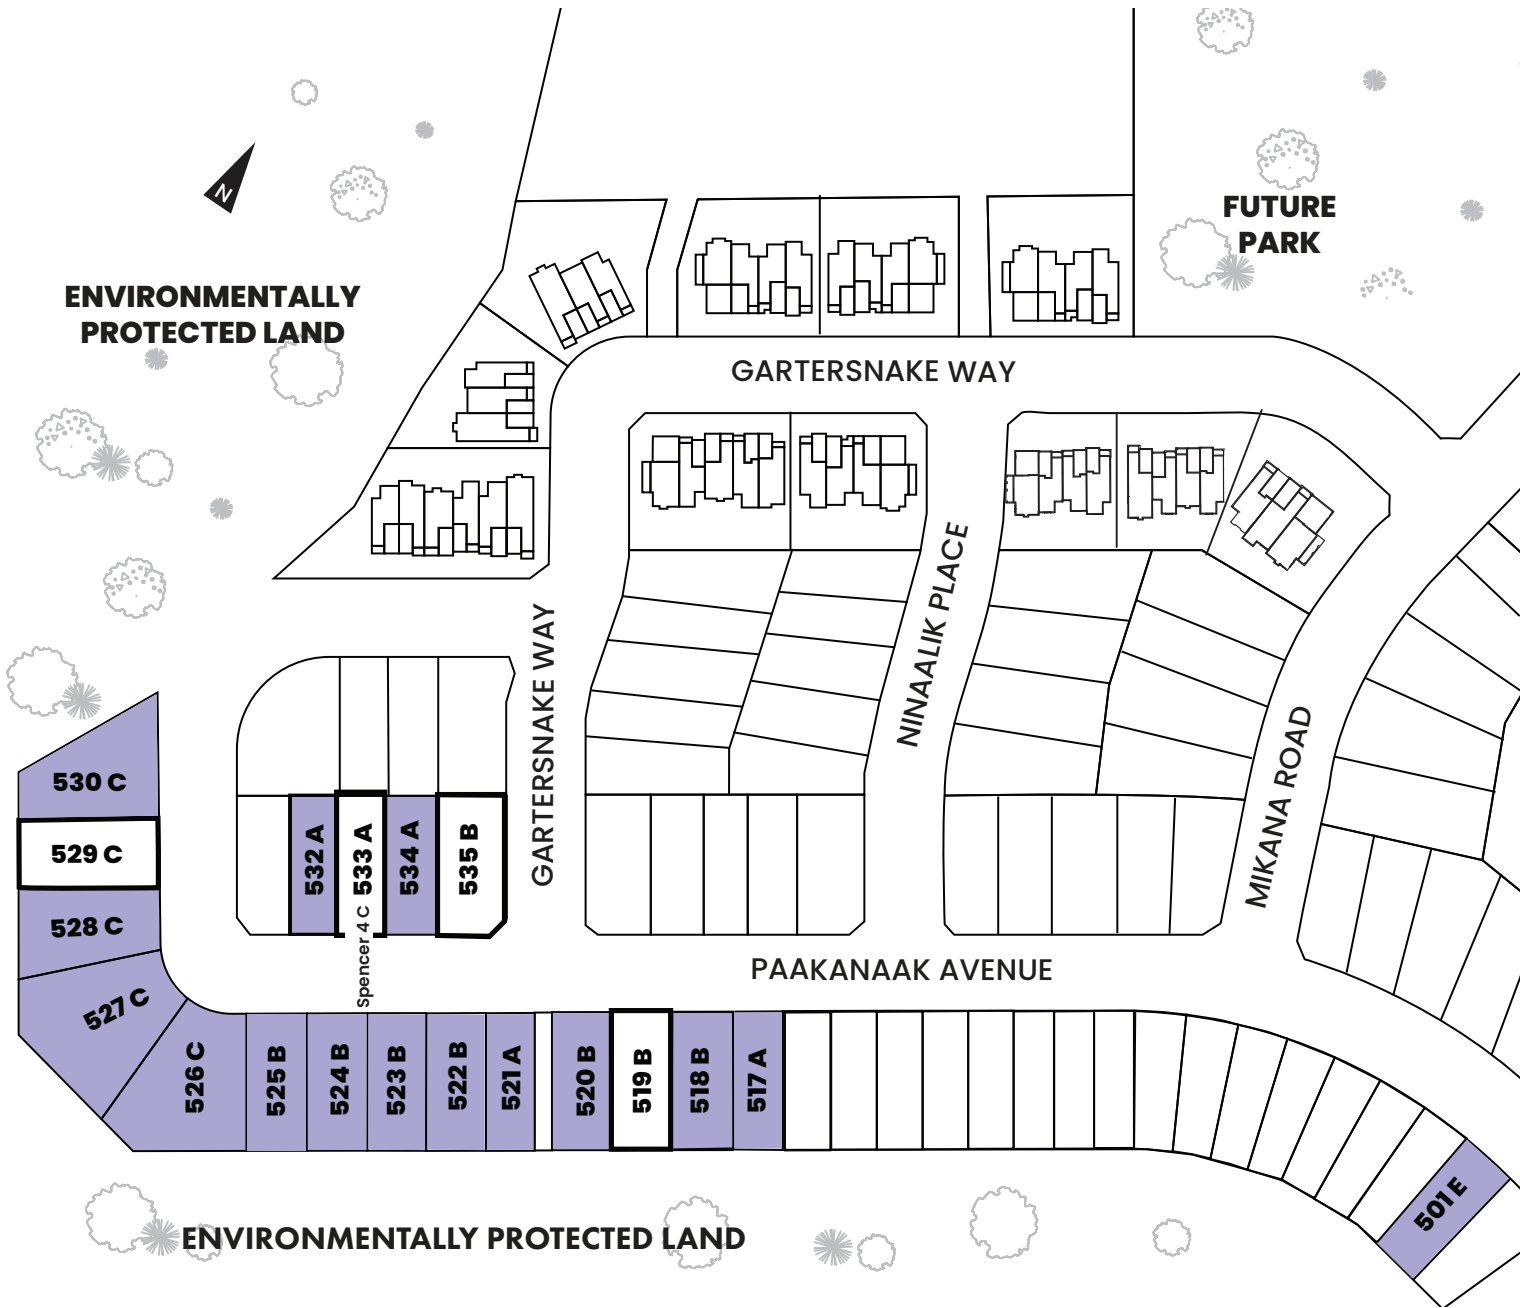 N
FUTURE
PARK
ENVIRONMENTALLY
PROTECTED LAND
GARTERSNAKE WAY
NINAALIK PLACE
GARTERSNAKE WAY
MIKANA ROAD
530 C
529 C
528 C
527 C
526 C
532 A
533 A
534 A
535 B
Spencer 4 C
PAAKANAAK AVENUE
525 B
524 B
523 B
522 B
521 A
520 B
519 B
518 B
517 A
501 E
ENVIRONMENTALLY PROTECTED LAND